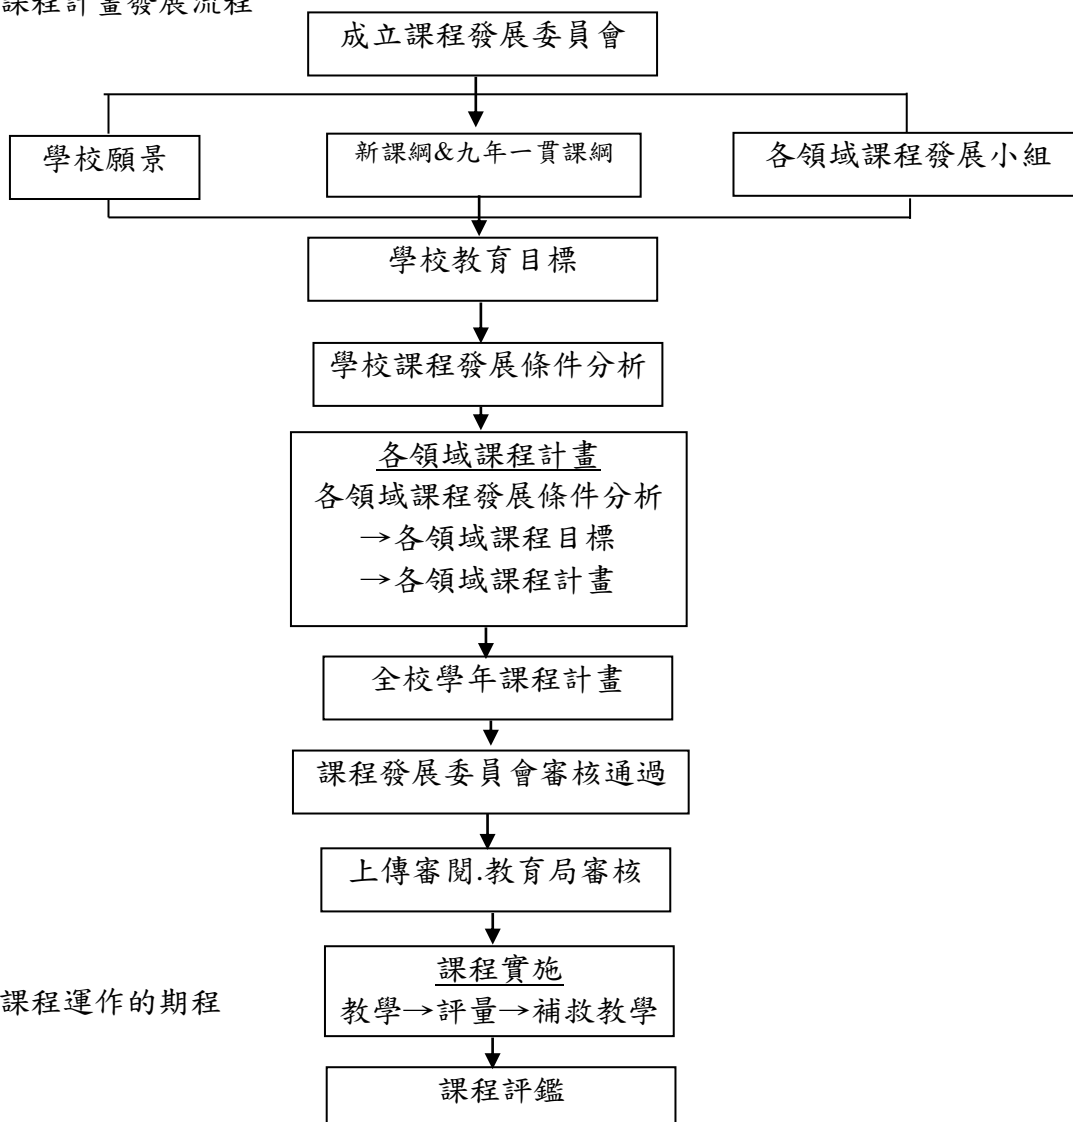 課程計畫發展流程
成立課程發展委員會
學校願景
新課綱&九年一貫課綱
各領域課程發展小組
學校教育目標
學校課程發展條件分析
各領域課程計畫
各領域課程發展條件分析
→各領域課程目標
→各領域課程計畫
全校學年課程計畫
課程發展委員會審核通過
上傳審閱.教育局審核
課程實施
課程運作的期程
教學→評量→補救教學
課程評鑑